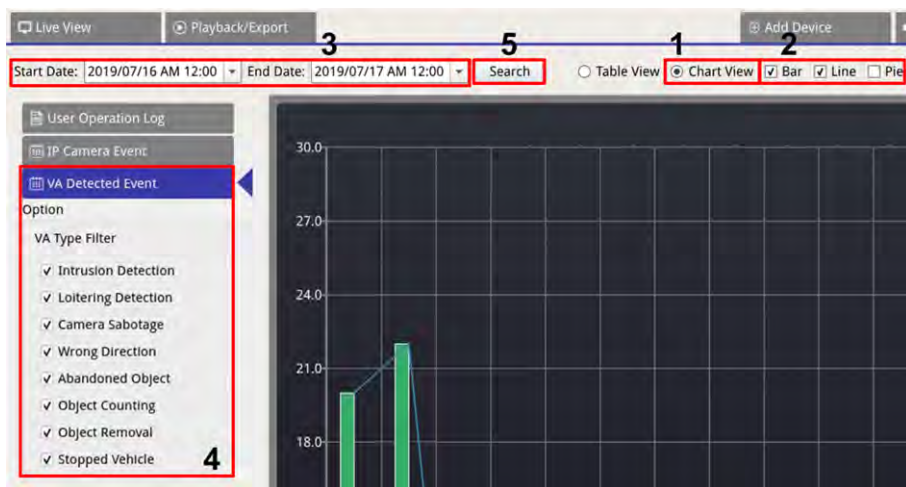 Live View Playback/Export Add Device
3 5 1 2
Start Date: 2019/07/16 AM 12:00 End Date: 2019/07/17 AM 12:00 Search Table View Chart View Bar Line Pie
User Operation Log
IP Camera Event
VA Detected Event
Option
VA Type Filter
Intrusion Detection
Loitering Detection
Camera Sabotage
Wrong Direction
Abandoned Object
Object Counting
Object Removal
Stopped Vehicle
4
30.0
27.0
24.0
21.0
18.0